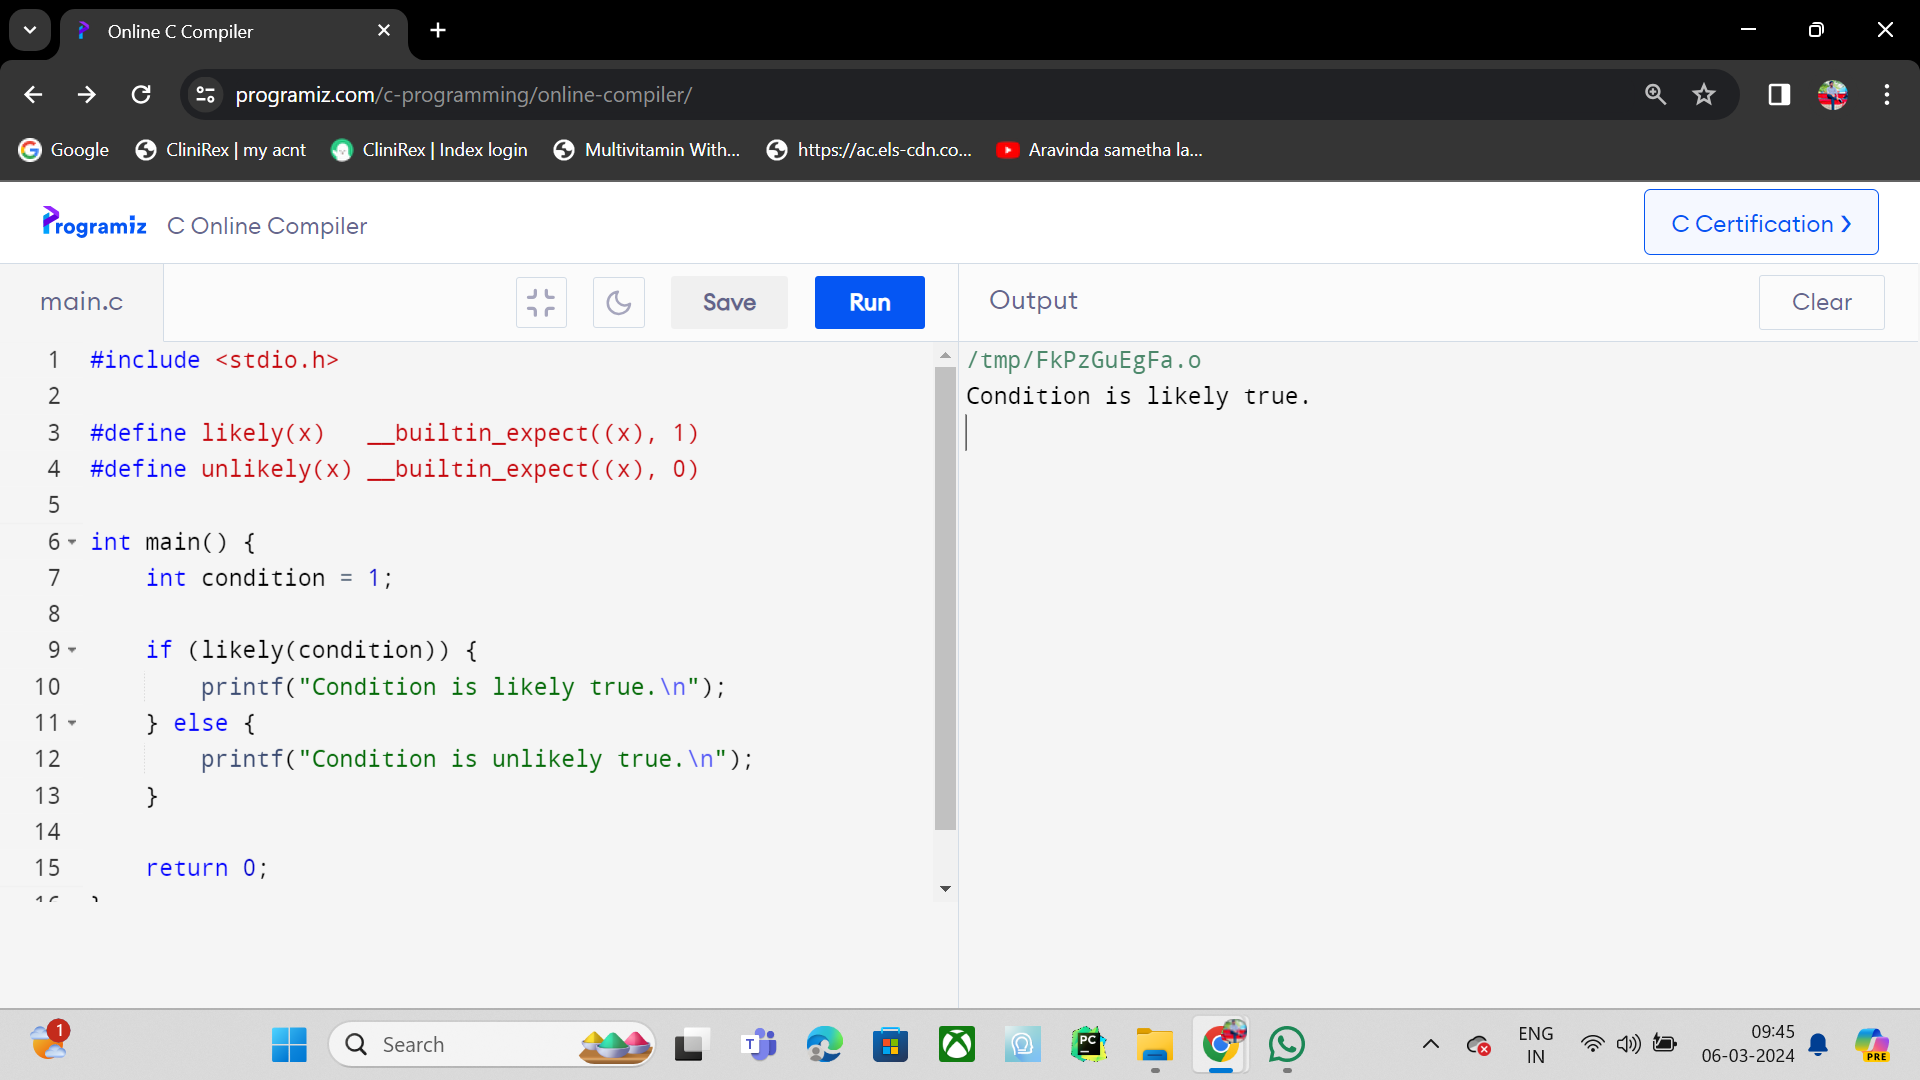 Online C Compiler
programiz.com/c-programming/online-compiler/
Google
CliniRex | my acnt
CliniRex | Index login
Multivitamin With...
https://ac.els-cdn.co...
Aravinda sametha la...
Programiz C Online Compiler
C Certification ›
main.c
Save
Run
Output
Clear
1 #include <stdio.h>
2
3 #define likely(x)   __builtin_expect((x), 1)
4 #define unlikely(x) __builtin_expect((x), 0)
5
6 int main() {
7     int condition = 1;
8
9     if (likely(condition)) {
10         printf("Condition is likely true.\n");
11     } else {
12         printf("Condition is unlikely true.\n");
13     }
14
15     return 0;
/tmp/FkPzGuEgFa.o
Condition is likely true.
1
Search
T
PC
ENG
IN
09:45
06-03-2024
PRE